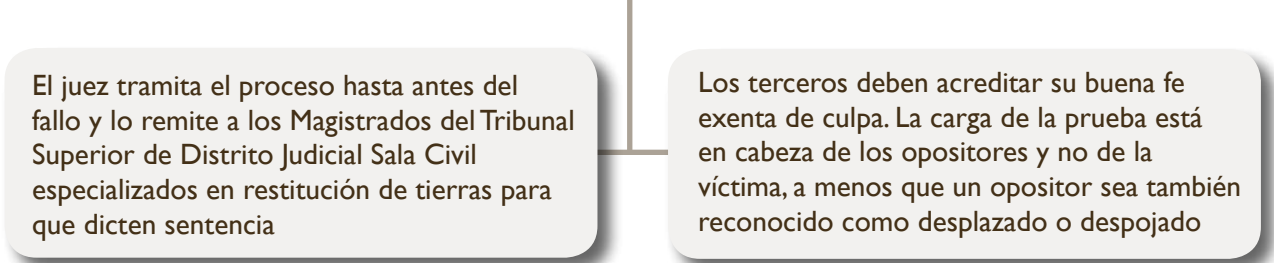 El juez tramita el proceso hasta antes del
fallo y lo remite a los Magistrados del Tribunal
Superior de Distrito Judicial Sala Civil
especializados en restitución de tierras para
que dicten sentencia
Los terceros deben acreditar su buena fe
exenta de culpa. La carga de la prueba está
en cabeza de los opositores y no de la
víctima, a menos que un opositor sea también
reconocido como desplazado o despojado